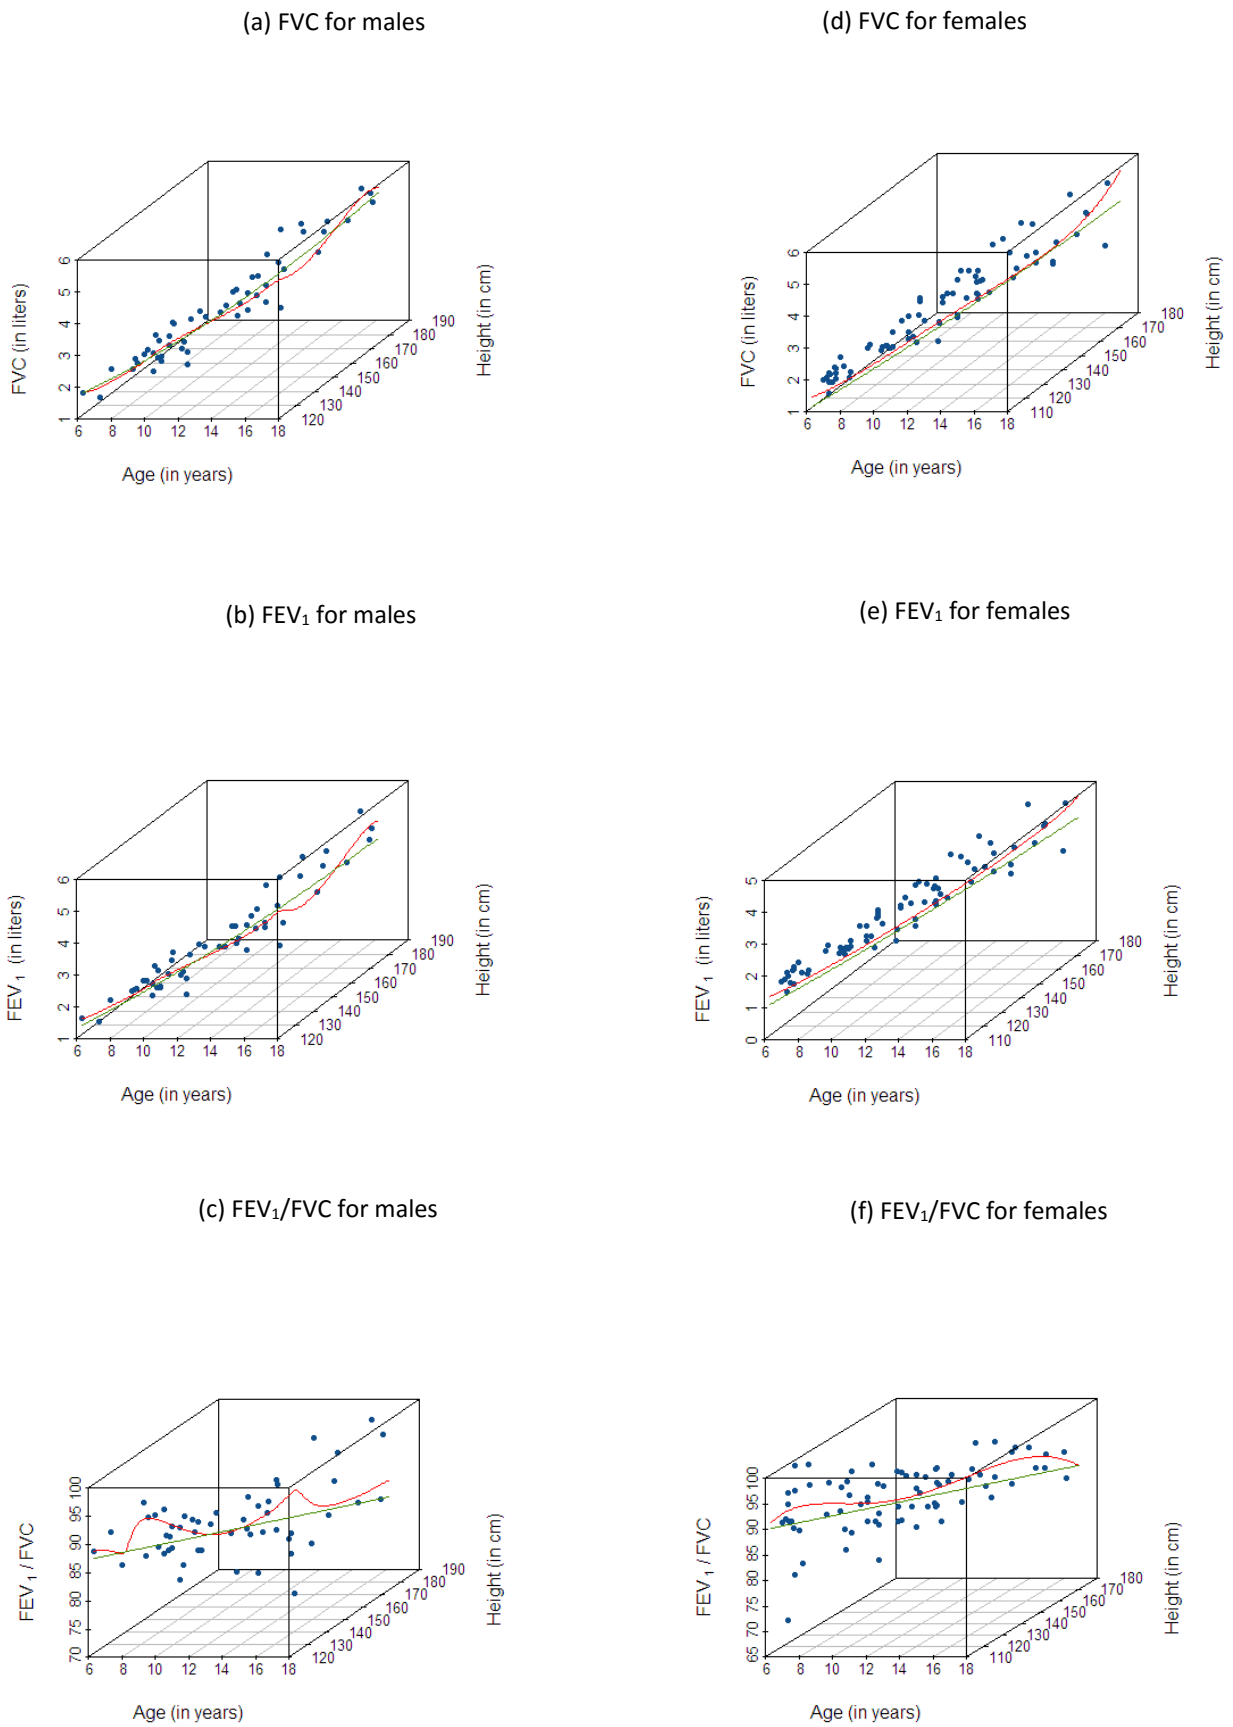 (a) FVC for males
(d) FVC for females
FVC (in liters)
1 2 3 4 5 6
6 8 10 12 14 16 18
Age (in years)
120 130 140 150 160 170 180 190
Height (in cm)
FVC (in liters)
1 2 3 4 5 6
6 8 10 12 14 16 18
Age (in years)
110 120 130 140 150 160 170 180
Height (in cm)
(b) FEV₁ for males
(e) FEV₁ for females
FEV ₁ (in liters)
1 2 3 4 5 6
6 8 10 12 14 16 18
Age (in years)
120 130 140 150 160 170 180 190
Height (in cm)
FEV ₁ (in liters)
0 1 2 3 4 5
6 8 10 12 14 16 18
Age (in years)
110 120 130 140 150 160 170 180
Height (in cm)
(c) FEV₁/FVC for males
(f) FEV₁/FVC for females
FEV ₁ / FVC
70 75 80 85 90 95 100
6 8 10 12 14 16 18
Age (in years)
120 130 140 150 160 170 180 190
Height (in cm)
FEV ₁ / FVC
65 70 75 80 85 90 95 100
6 8 10 12 14 16 18
Age (in years)
110 120 130 140 150 160 170 180
Height (in cm)